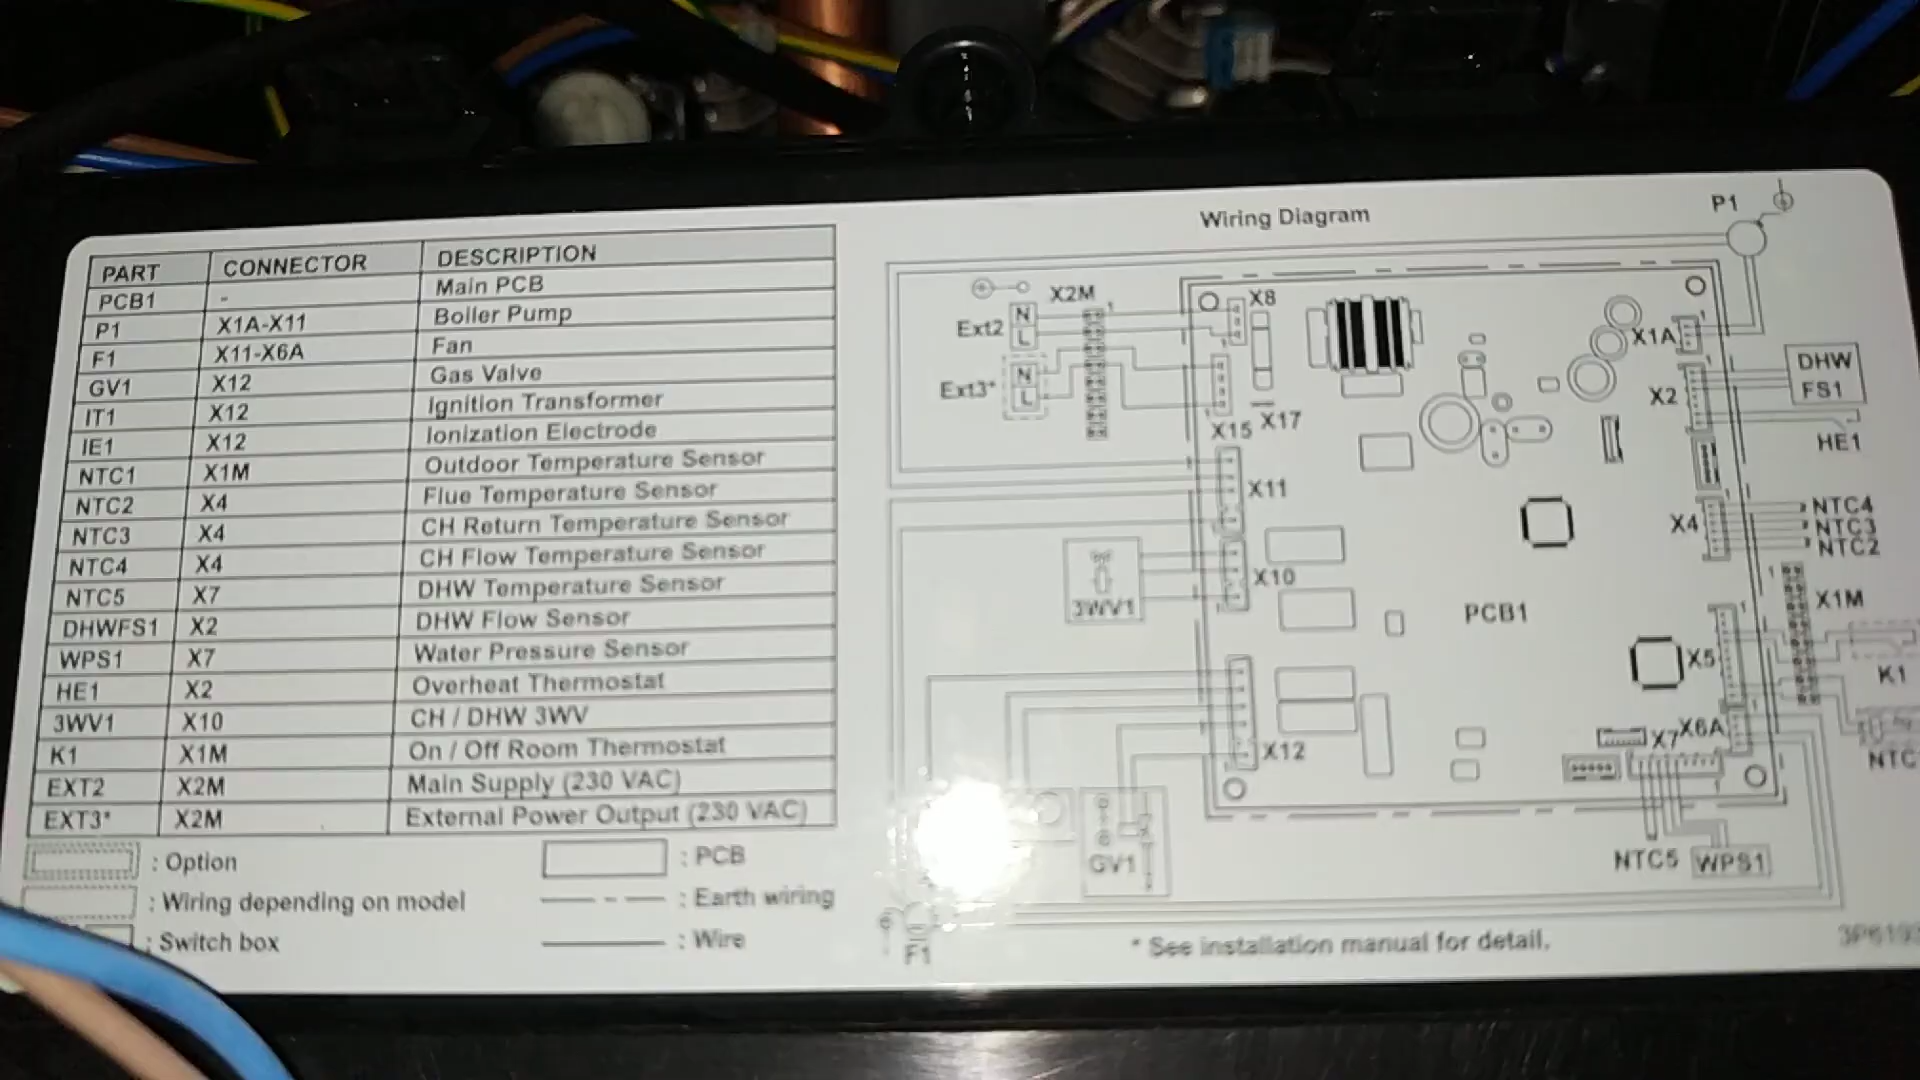 PART CONNECTOR DESCRIPTION
PCB1 - Main PCB
P1 X1A-X11 Boiler Pump
F1 X11-X6A Fan
GV1 X12 Gas Valve
IT1 X12 Ignition Transformer
IE1 X12 Ionization Electrode
NTC1 X1M Outdoor Temperature Sensor
NTC2 X4 Flue Temperature Sensor
NTC3 X4 CH Return Temperature Sensor
NTC4 X4 CH Flow Temperature Sensor
NTC5 X7 DHW Temperature Sensor
DHWFS1 X2 DHW Flow Sensor
WPS1 X7 Water Pressure Sensor
HE1 X2 Overheat Thermostat
3WV1 X10 CH / DHW 3WV
K1 X1M On / Off Room Thermostat
EXT2 X2M Main Supply (230 VAC)
EXT3* X2M External Power Output (230 VAC)
: Option
: PCB
: Wiring depending on model
: Earth wiring
: Switch box
: Wire
Wiring Diagram
P1
X2M 1
X8
Ext2 N L
Ext3* N L
X1A 1
DHW
FS1
X2
HE1
X15 X17
X11
X4
NTC4
NTC3
NTC2
3WV1
X10
PCB1
1 X1M
X5
K1
X12
X7 X6A
NTC
GV1
NTC5 WPS1
F1
* See installation manual for detail.